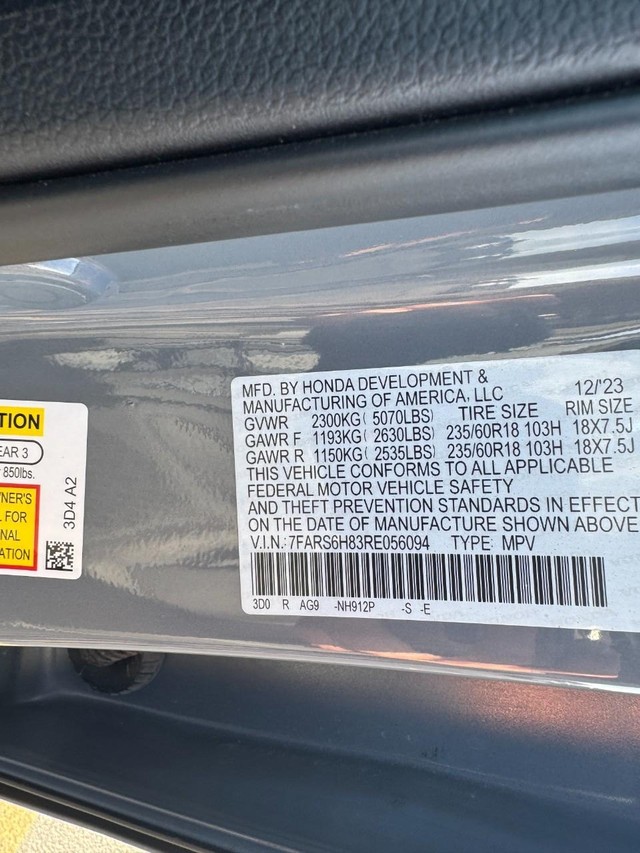 TION
EAR 3
850lbs.
NER'S
FOR
NAL
ATION
3D4 A2
MFD. BY HONDA DEVELOPMENT &
MANUFACTURING OF AMERICA, LLC 12/'23
GVWR 2300KG( 5070LBS) TIRE SIZE RIM SIZE
GAWR F 1193KG( 2630LBS) 235/60R18 103H 18X7.5J
GAWR R 1150KG( 2535LBS) 235/60R18 103H 18X7.5J
THIS VEHICLE CONFORMS TO ALL APPLICABLE
FEDERAL MOTOR VEHICLE SAFETY
AND THEFT PREVENTION STANDARDS IN EFFECT
ON THE DATE OF MANUFACTURE SHOWN ABOVE
V.I.N.:7FARS6H83RE056094 TYPE: MPV
3D0 R AG9 -NH912P -S -E